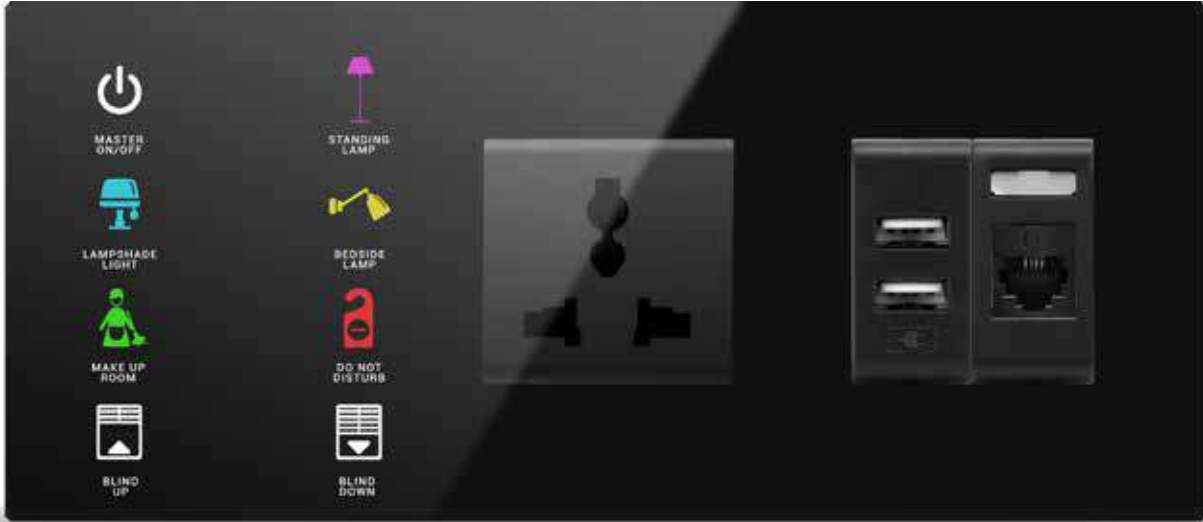 MASTER
ON/OFF
STANDING
LAMP
LAMPSHADE
LIGHT
BEDSIDE
LAMP
MAKE UP
ROOM
DO NOT
DISTURB
BLIND
UP
BLIND
DOWN